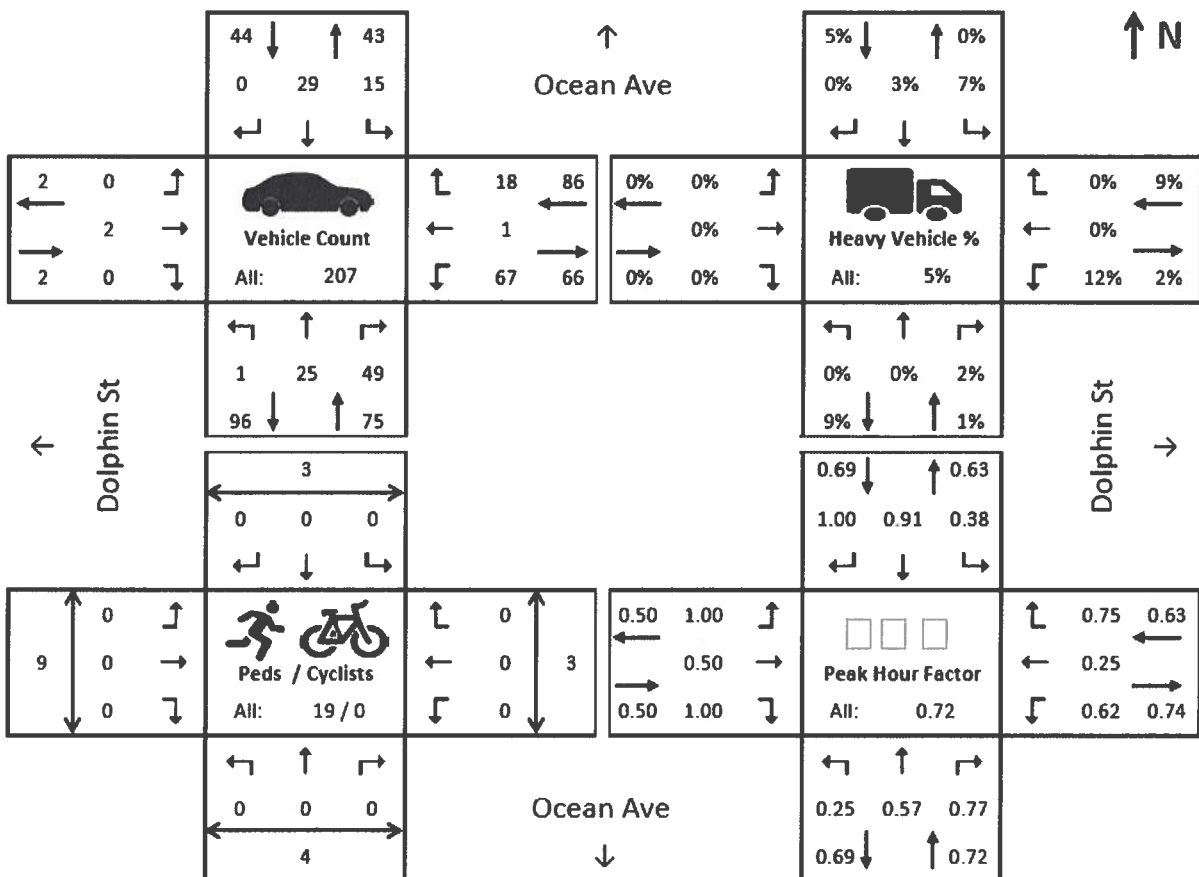 44 43 5% 0% N
0 29 15 Ocean Ave 0% 3% 7%
2 0 18 86 0% 0% 0% 9%
2 Vehicle Count 1 0% Heavy Vehicle % 0%
2 0 All: 207 67 66 0% 0% All: 5% 12% 2%
1 25 49 0% 0% 2%
96 75 9% 1%
Dolphin St Dolphin St
3 0.69 0.63
0 0 0 1.00 0.91 0.38
0 0 0.50 1.00 0.75 0.63
9 0 Peds / Cyclists 0 3 0.50 Peak Hour Factor 0.25
0 All: 19 / 0 0 0.50 1.00 All: 0.72 0.62 0.74
0 0 0 Ocean Ave 0.25 0.57 0.77
4 0.69 0.72